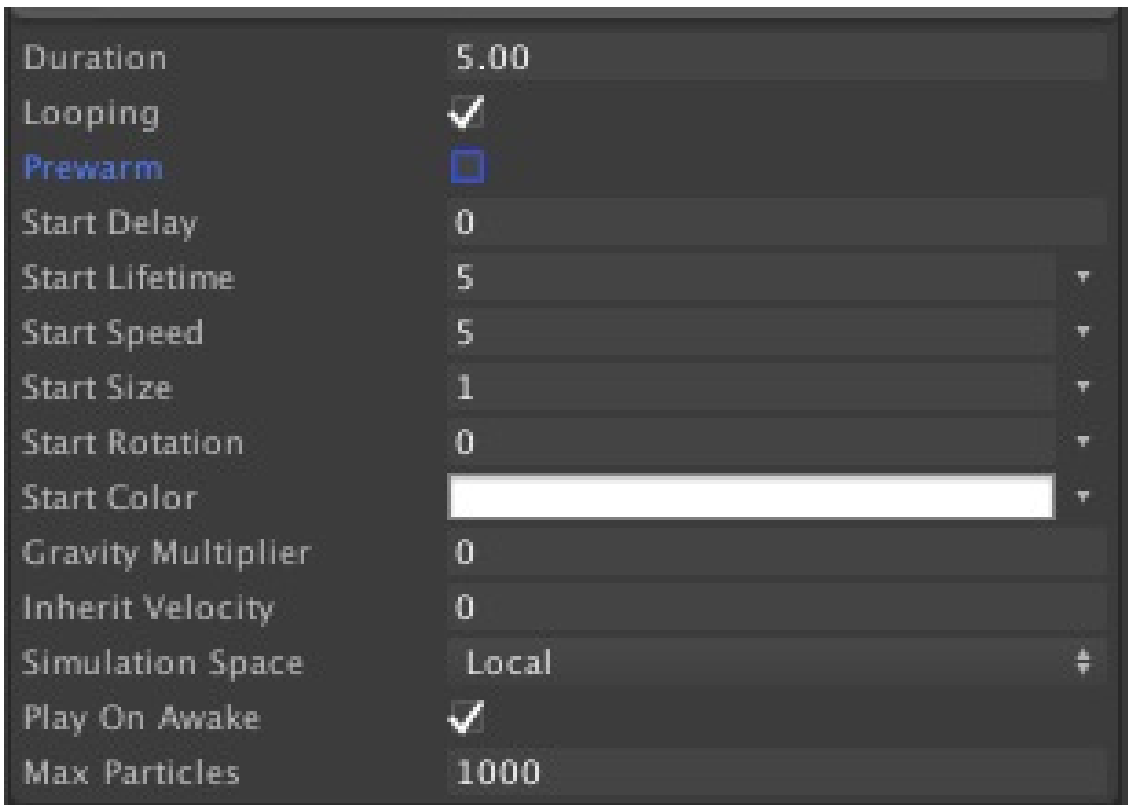 Duration 5.00
Looping
Prewarm
Start Delay 0
Start Lifetime 5
Start Speed 5
Start Size 1
Start Rotation 0
Start Color
Gravity Multiplier 0
Inherit Velocity 0
Simulation Space Local
Play On Awake
Max Particles 1000